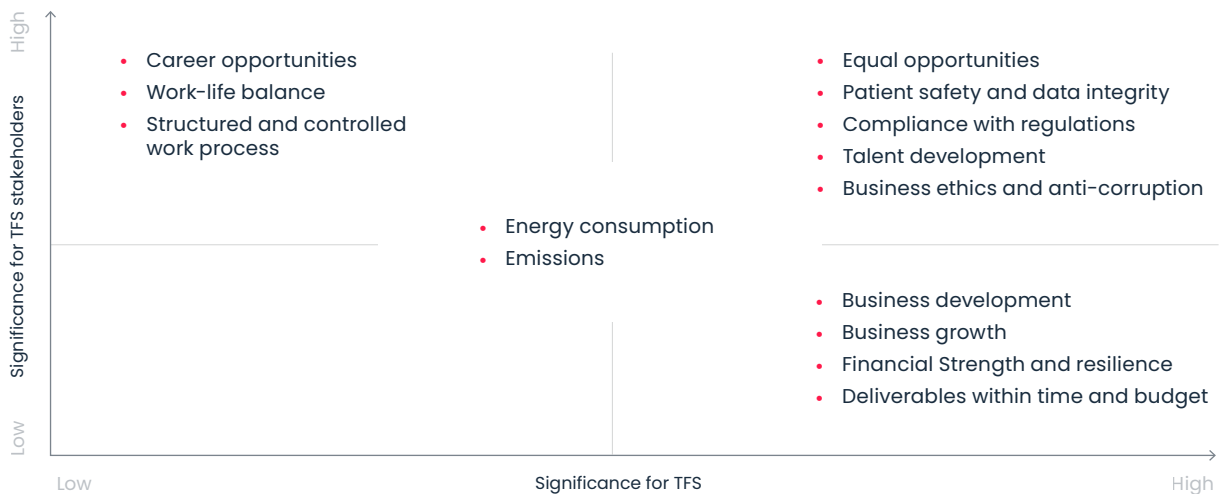 High
Significance for TFS stakeholders
Low
• Career opportunities
• Work-life balance
• Structured and controlled
work process
• Equal opportunities
• Patient safety and data integrity
• Compliance with regulations
• Talent development
• Business ethics and anti-corruption
• Energy consumption
• Emissions
• Business development
• Business growth
• Financial Strength and resilience
• Deliverables within time and budget
Low
Significance for TFS
High